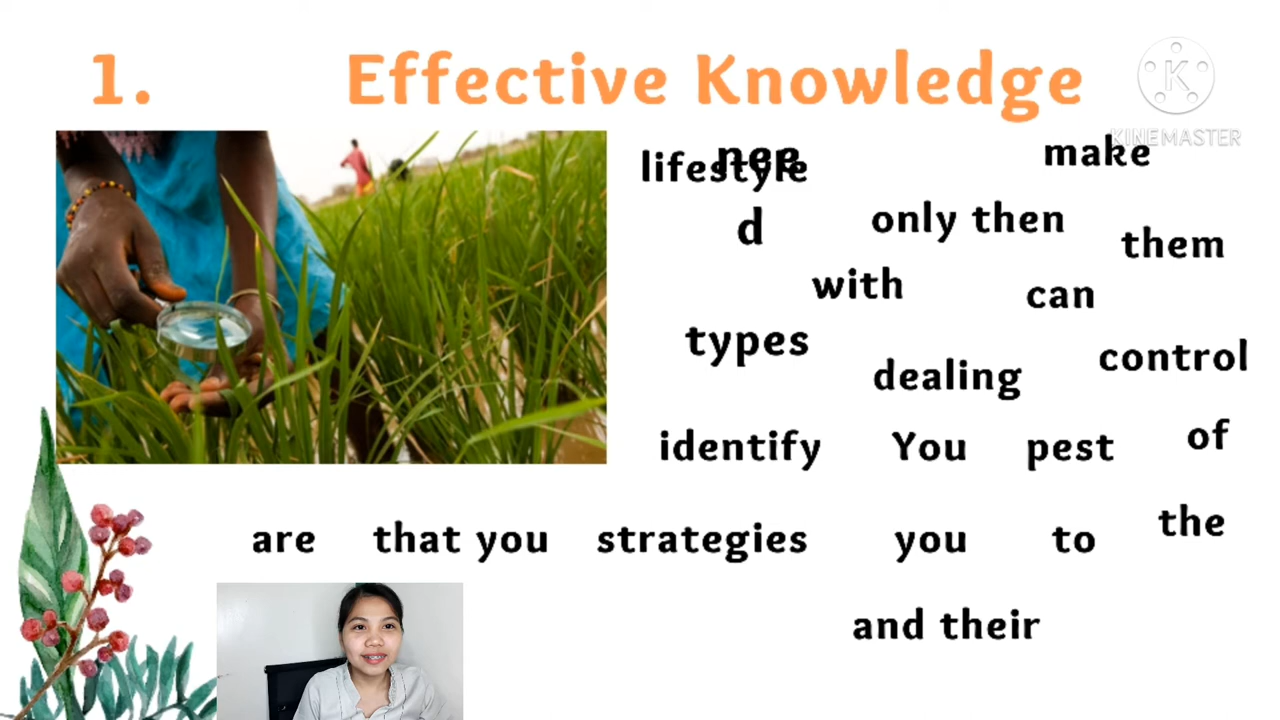 1. Effective Knowledge
K
KINEMASTER
lifestyle nee make
d only then them
with can
types control
dealing
identify You pest of
are that you strategies you to the
and their